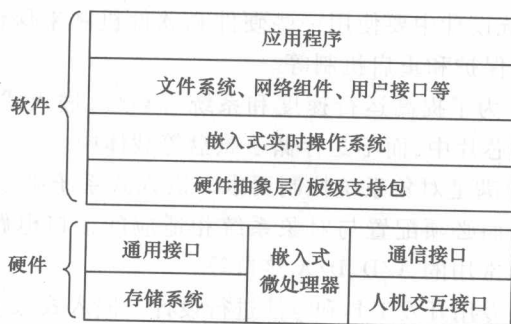 应用程序
文件系统、网络组件、用户接口等
软件
嵌入式实时操作系统
硬件抽象层/板级支持包
硬件
通用接口
嵌入式
微处理器
通信接口
存储系统
人机交互接口